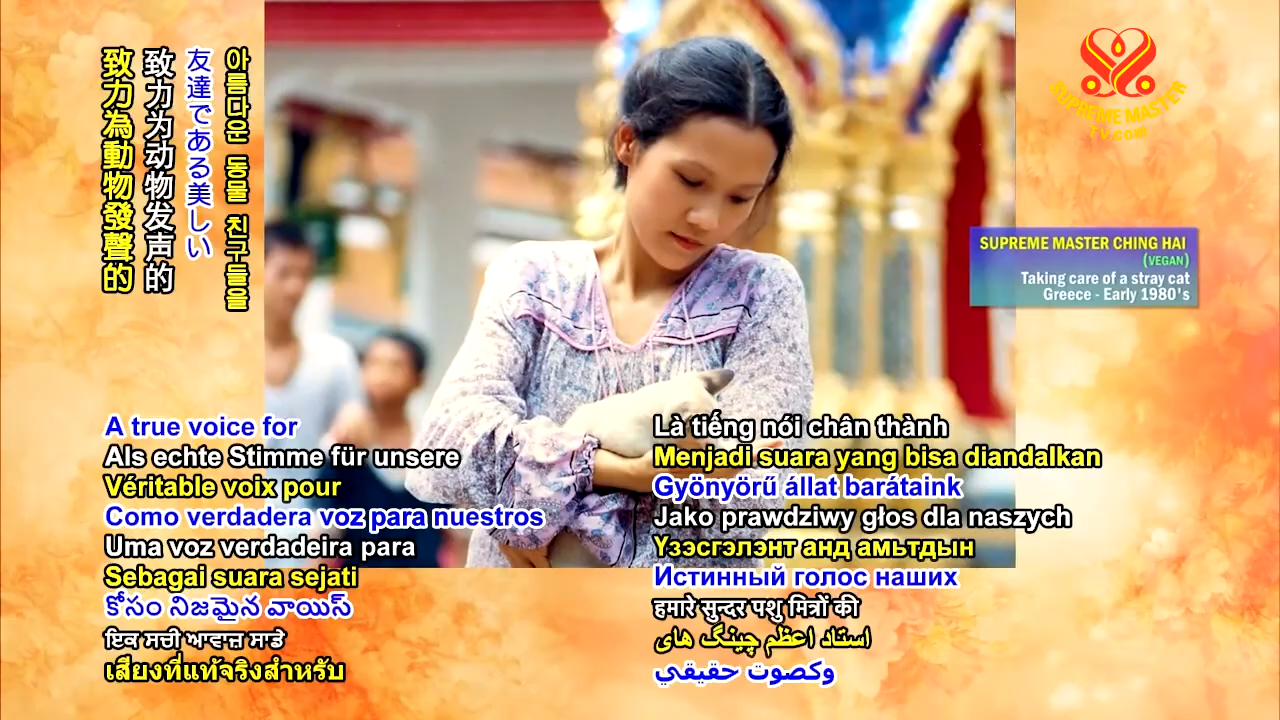 아름다운 동물 친구들을
友達である美しい
致力为动物发声的
致力為動物發聲的
SUPREME MASTER
TV.com
SUPREME MASTER CHING HAI
(VEGAN)
Taking care of a stray cat
Greece - Early 1980's
A true voice for
Als echte Stimme für unsere
Véritable voix pour
Como verdadera voz para nuestros
Uma voz verdadeira para
Sebagai suara sejati
కోసం నిజమైన వాయిస్
ਇਕ ਸਚੀ ਆਵਾਜ਼ ਸਾਡੇ
เสียงที่แท้จริงสำหรับ
Là tiếng nói chân thành
Menjadi suara yang bisa diandalkan
Gyönyörű állat barátaink
Jako prawdziwy głos dla naszych
Үзэсгэлэнт анд амьтдын
Истинный голос наших
हमारे सुन्दर पशु मित्रों की
استاد اعظم چینگ های
وكصوت حقيقي